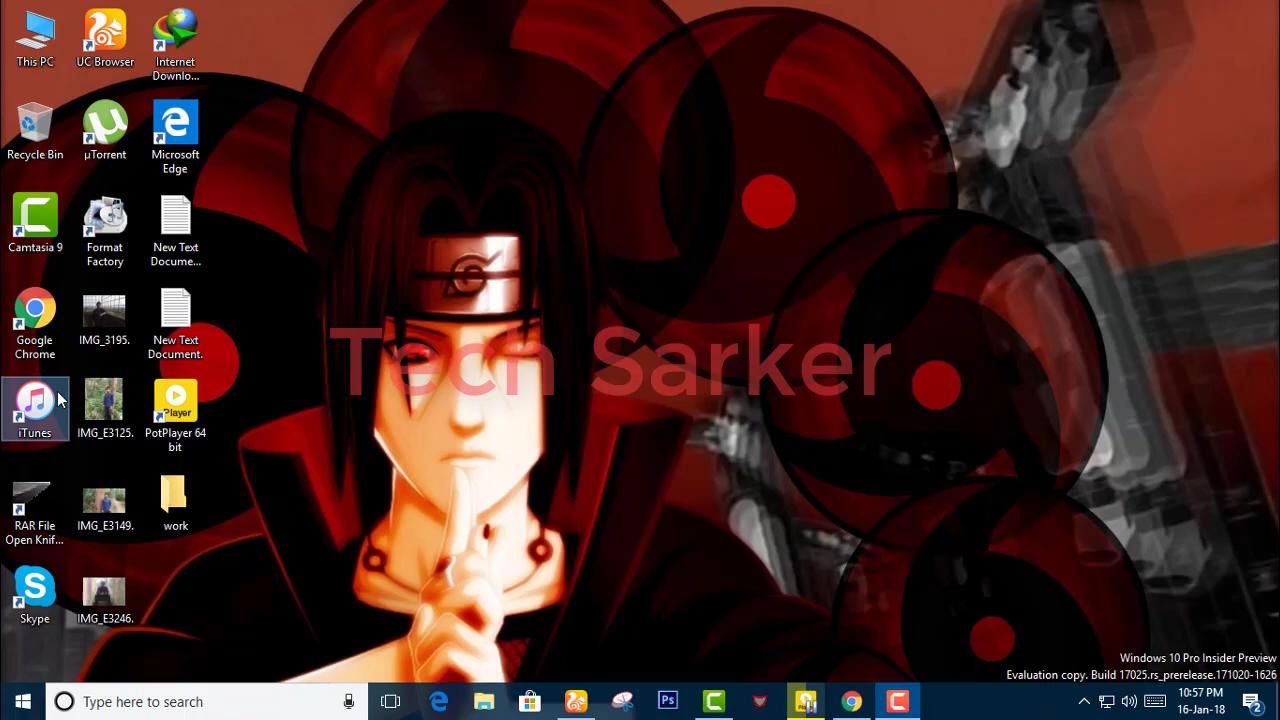 This PC
UC Browser
Internet
Downlo...
Recycle Bin
µTorrent
Microsoft
Edge
Camtasia 9
Format
Factory
New Text
Docume...
Google
Chrome
IMG_3195.
New Text
Document.
iTunes
IMG_E3125.
Player
PotPlayer 64
bit
RAR File
Open Knif...
IMG_E3149.
work
Skype
IMG_E3246.
Tech Sarker
Windows 10 Pro Insider Preview
Evaluation copy. Build 17025.rs_prerelease.171020-1626
Type here to search
Ps
10:57 PM
16-Jan-18
2